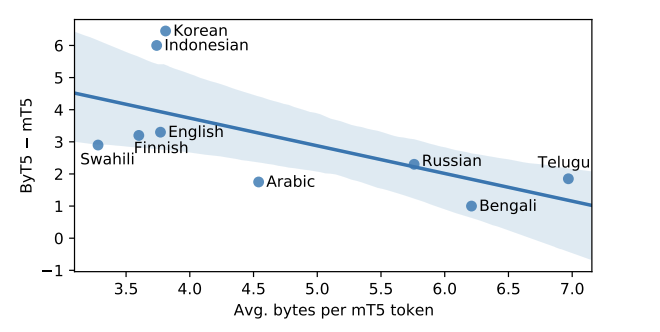 Korean
Indonesian
English
Finnish
Swahili
Arabic
Russian
Telugu
Bengali
6
5
4
3
2
1
0
−1
ByT5 − mT5
3.5 4.0 4.5 5.0 5.5 6.0 6.5 7.0
Avg. bytes per mT5 token